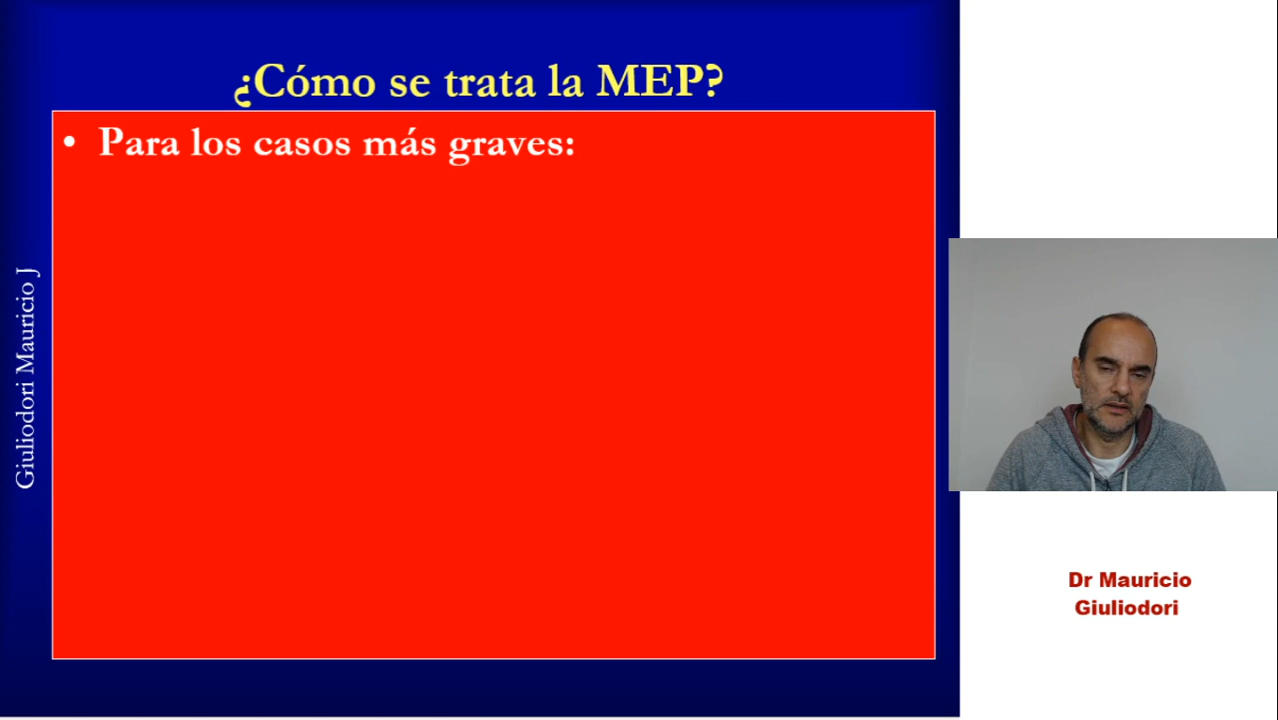 ¿Cómo se trata la MEP?
• Para los casos más graves:
Giuliodori Mauricio J
Dr Mauricio
Giuliodori